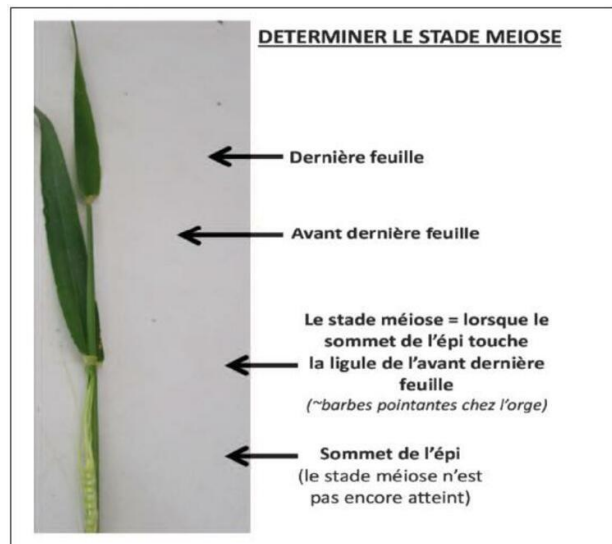 DETERMINER LE STADE MEIOSE
Dernière feuille
Avant dernière feuille
Le stade méiose = lorsque le
sommet de l'épi touche
la ligule de l'avant dernière
feuille
(~barbes pointantes chez l'orge)
Sommet de l'épi
(le stade méiose n'est
pas encore atteint)